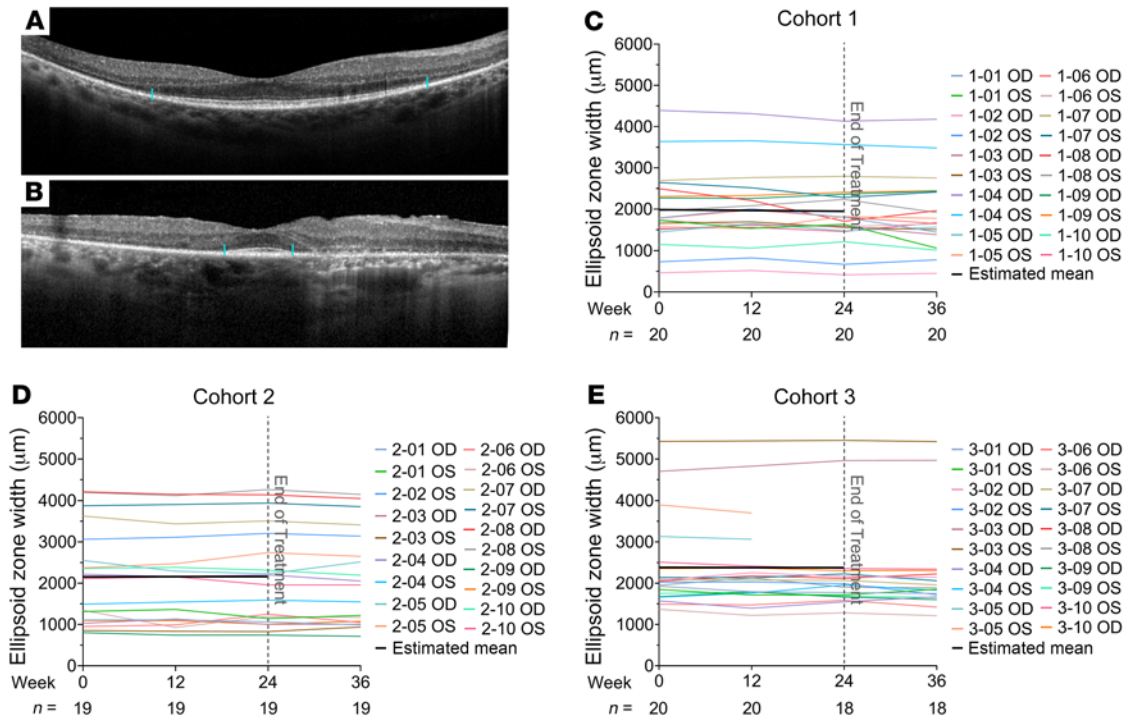 A
B
C
Cohort 1
Ellipsoid zone width (μm)
6000
5000
4000
3000
2000
1000
0
End of Treatment
Week 0 12 24 36
n = 20 20 20 20
1-01 OD 1-06 OD
1-01 OS 1-06 OS
1-02 OD 1-07 OD
1-02 OS 1-07 OS
1-03 OD 1-08 OD
1-03 OS 1-08 OS
1-04 OD 1-09 OD
1-04 OS 1-09 OS
1-05 OD 1-10 OD
1-05 OS 1-10 OS
Estimated mean
D
Cohort 2
Ellipsoid zone width (μm)
6000
5000
4000
3000
2000
1000
0
End of Treatment
Week 0 12 24 36
n = 19 19 19 19
2-01 OD 2-06 OD
2-01 OS 2-06 OS
2-02 OS 2-07 OD
2-03 OD 2-07 OS
2-03 OS 2-08 OD
2-04 OD 2-08 OS
2-04 OS 2-09 OD
2-05 OD 2-09 OS
2-05 OS 2-10 OD
2-10 OS
Estimated mean
E
Cohort 3
Ellipsoid zone width (μm)
6000
5000
4000
3000
2000
1000
0
End of Treatment
Week 0 12 24 36
n = 20 20 18 18
3-01 OD 3-06 OD
3-01 OS 3-06 OS
3-02 OD 3-07 OD
3-02 OS 3-07 OS
3-03 OD 3-08 OD
3-03 OS 3-08 OS
3-04 OD 3-09 OD
3-04 OS 3-09 OS
3-05 OD 3-10 OS
3-05 OS 3-10 OD
Estimated mean